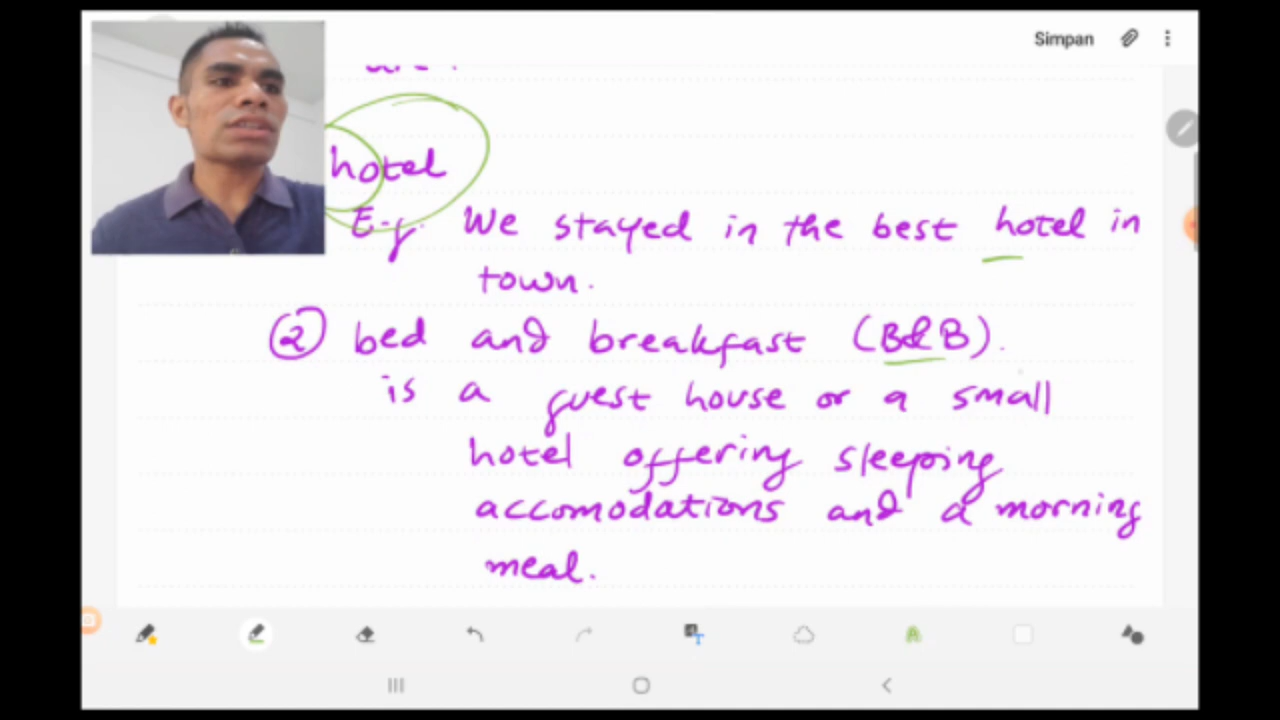 Simpan
are :
hotel
E.g. We stayed in the best hotel in
town.
② bed and breakfast (B&B).
is a guest house or a small
hotel offering sleeping
accomodations and a morning
meal.